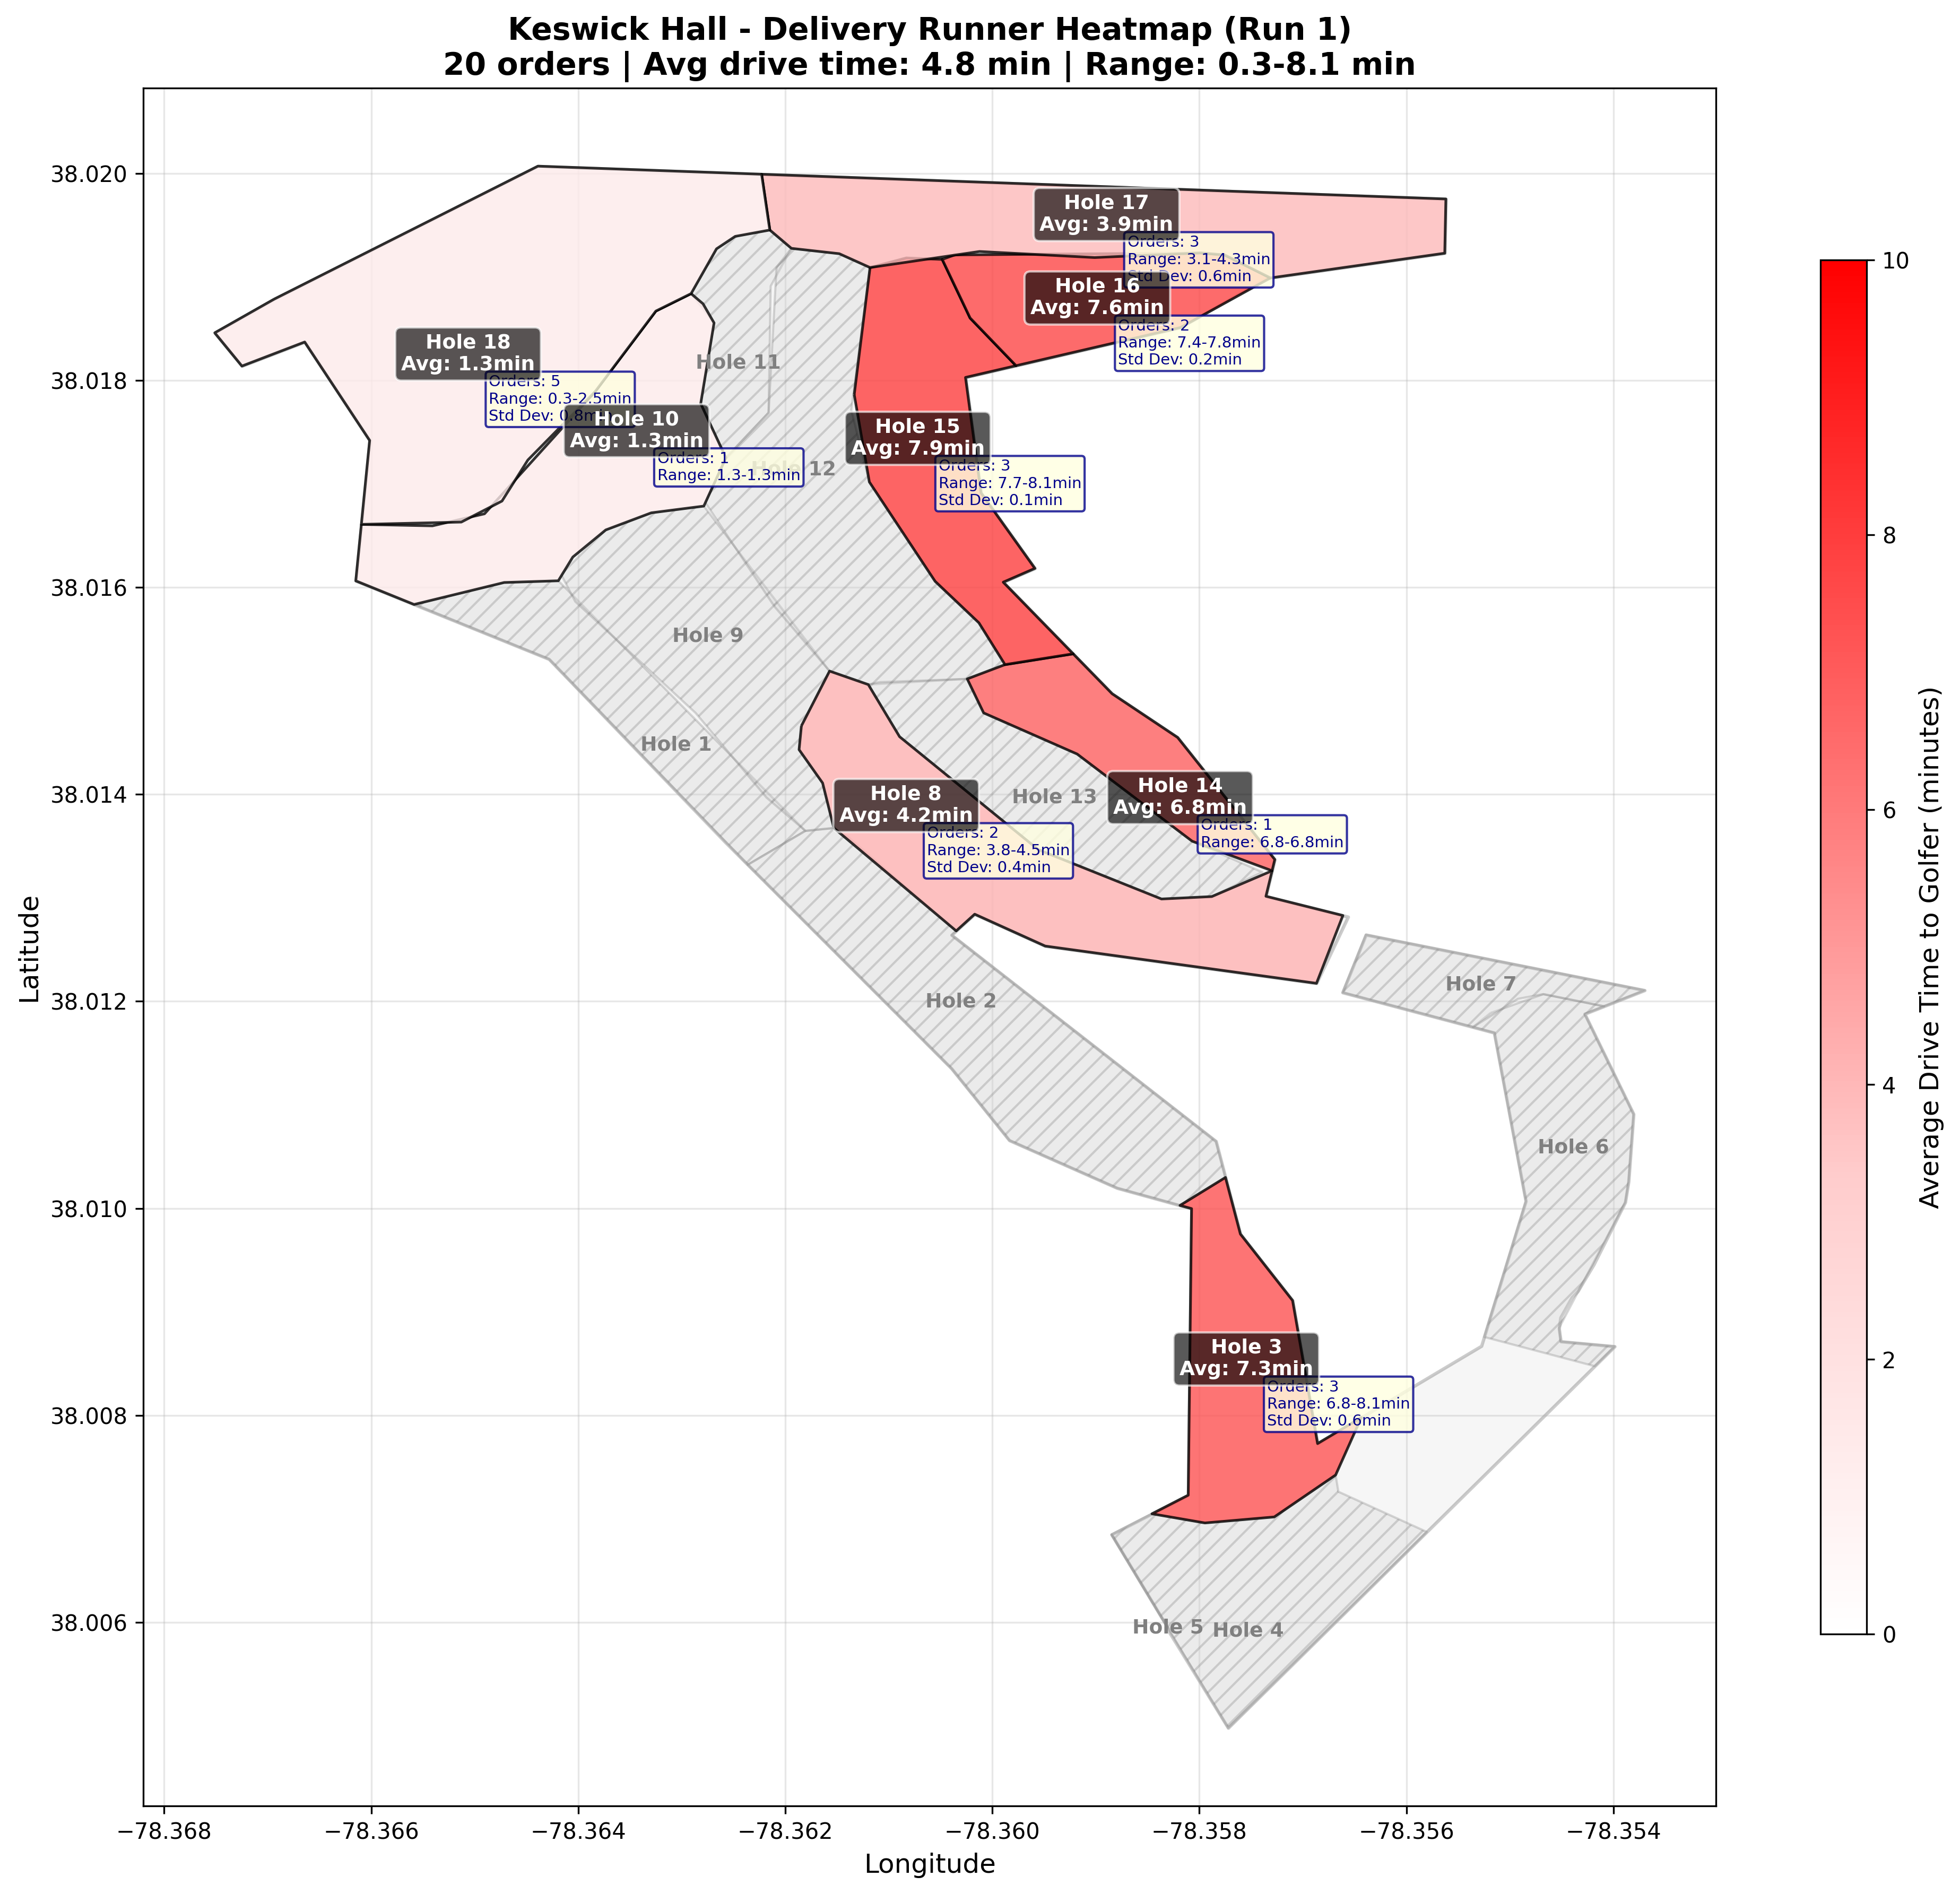 Keswick Hall - Delivery Runner Heatmap (Run 1)
20 orders | Avg drive time: 4.8 min | Range: 0.3-8.1 min
Latitude
38.020
38.018
38.016
38.014
38.012
38.010
38.008
38.006
Hole 17
Avg: 3.9min
Orders: 3
Range: 3.1-4.3min
Std Dev: 0.6min
Hole 16
Avg: 7.6min
Orders: 2
Range: 7.4-7.8min
Std Dev: 0.2min
Hole 18
Avg: 1.3min
Orders: 5
Range: 0.3-2.5min
Std Dev: 0.8min
Hole 11
Hole 10
Avg: 1.3min
Orders: 1
Range: 1.3-1.3min
Hole 12
Hole 15
Avg: 7.9min
Orders: 3
Range: 7.7-8.1min
Std Dev: 0.1min
Hole 9
Hole 1
Hole 8
Avg: 4.2min
Orders: 2
Range: 3.8-4.5min
Std Dev: 0.4min
Hole 13
Hole 14
Avg: 6.8min
Orders: 1
Range: 6.8-6.8min
Hole 2
Hole 7
Hole 6
Hole 3
Avg: 7.3min
Orders: 3
Range: 6.8-8.1min
Std Dev: 0.6min
Hole 5
Hole 4
−78.368
−78.366
−78.364
−78.362
−78.360
−78.358
−78.356
−78.354
Longitude
10
8
6
4
2
0
Average Drive Time to Golfer (minutes)